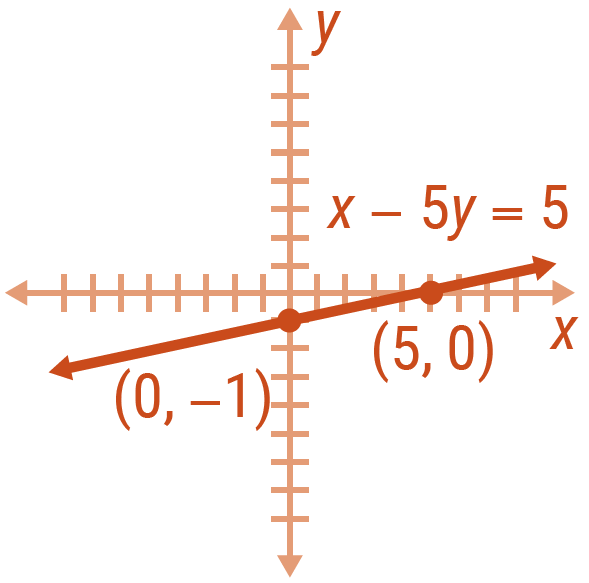 y
x − 5y = 5
x
(5, 0)
(0, −1)